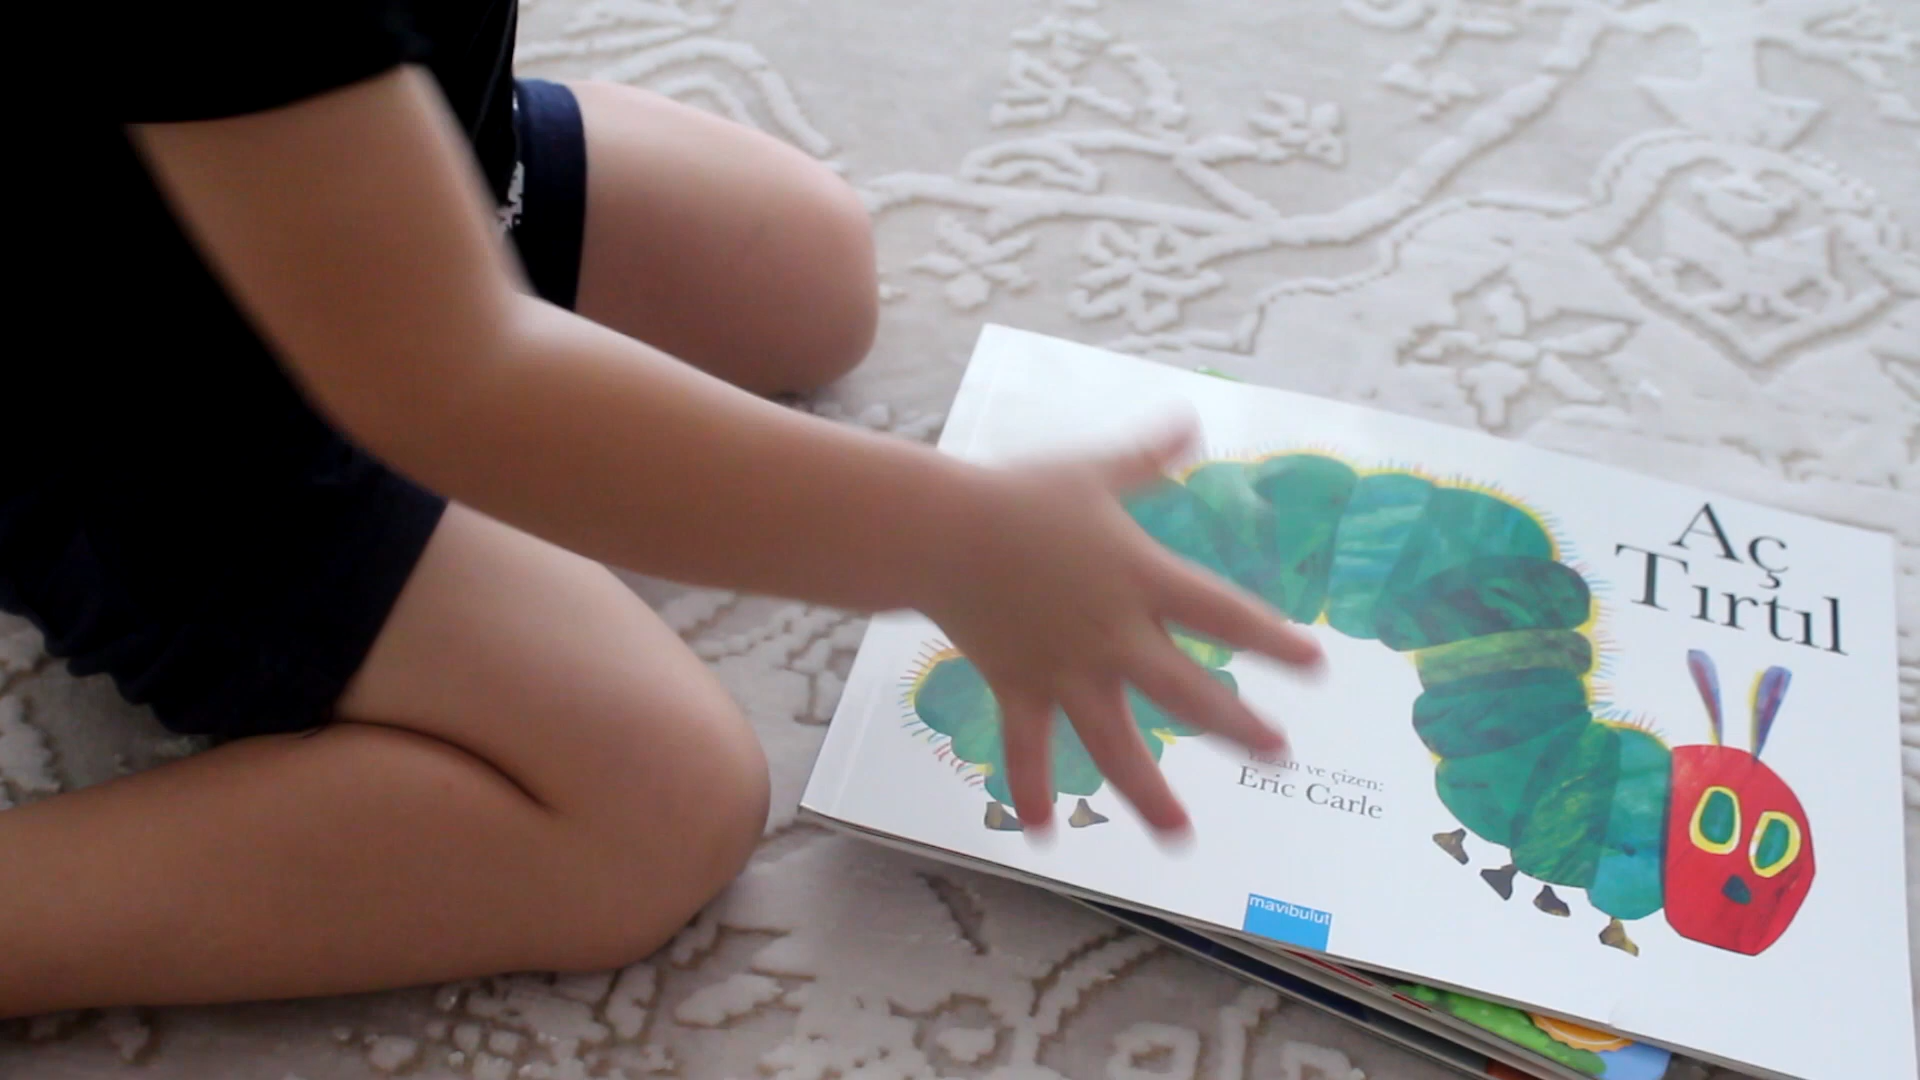 Aç
Tırtıl
ve çizen:
Eric Carle
mavibulut